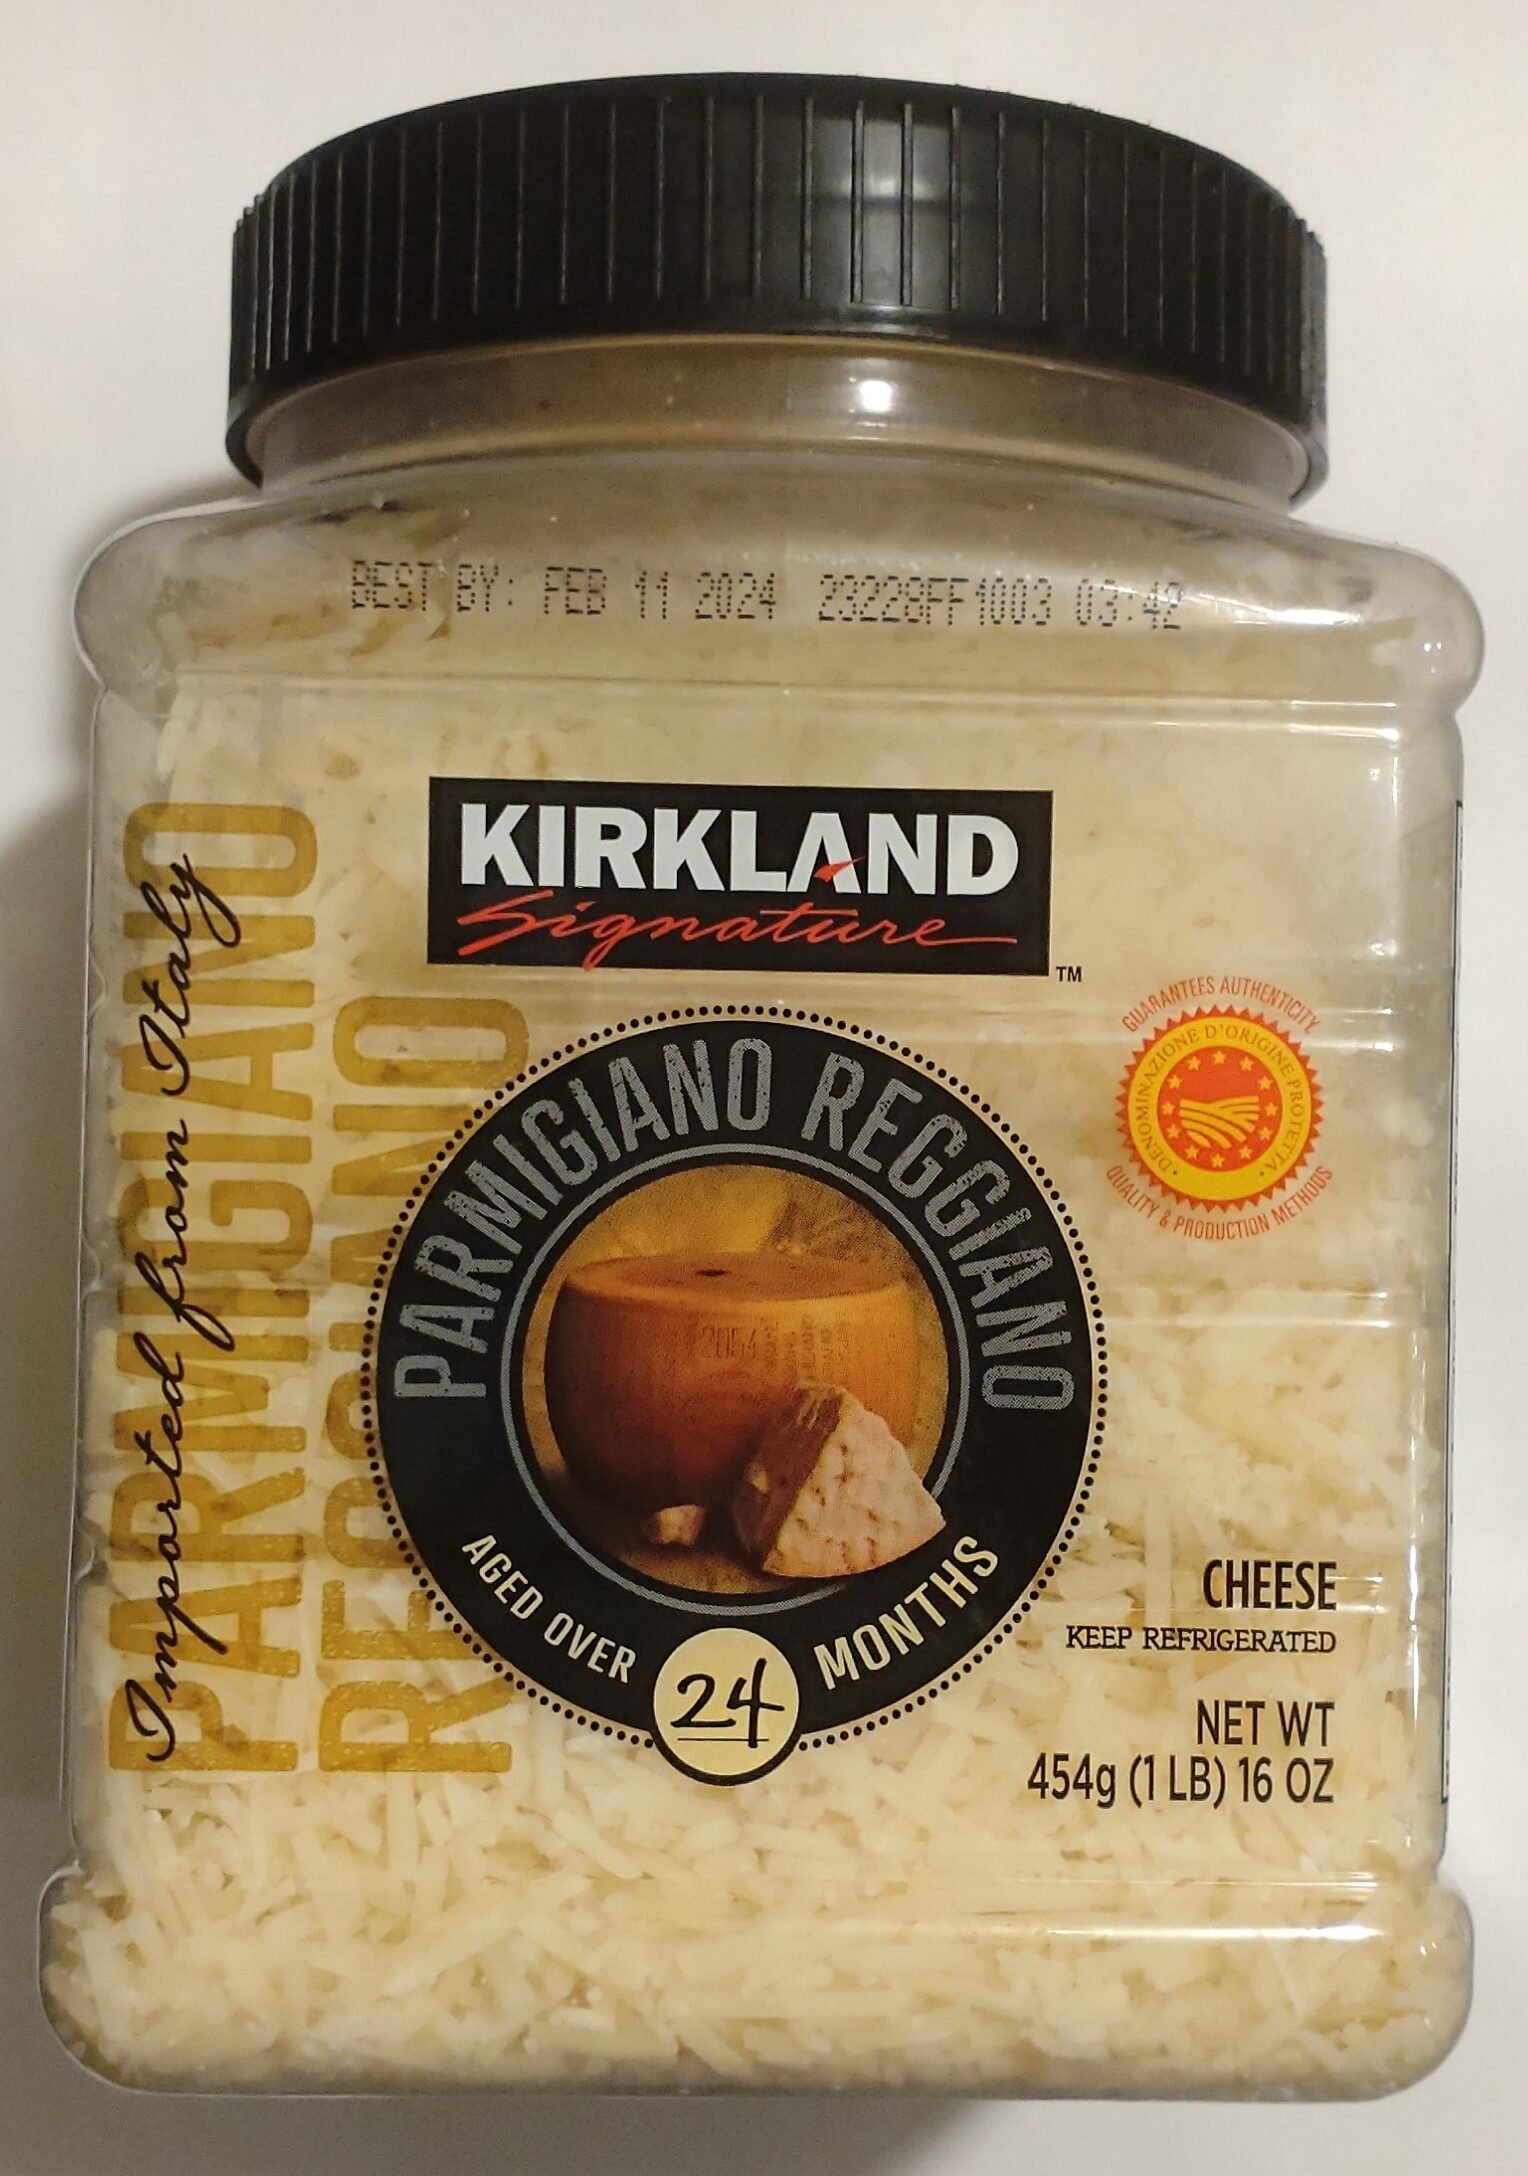 BEST BY: FEB 11 2024 23228FF1003 03:42
KIRKLAND
Signature
TM
PARMIGIANO
REGGIANO
Imported from Italy
PARMIGIANO REGGIANO
AGED OVER
24
MONTHS
GUARANTEES AUTHENTICITY
DENOMINAZIONE D'ORIGINE PROTETTA
QUALITY & PRODUCTION METHODS
CHEESE
KEEP REFRIGERATED
NET WT
454g (1 LB) 16 OZ